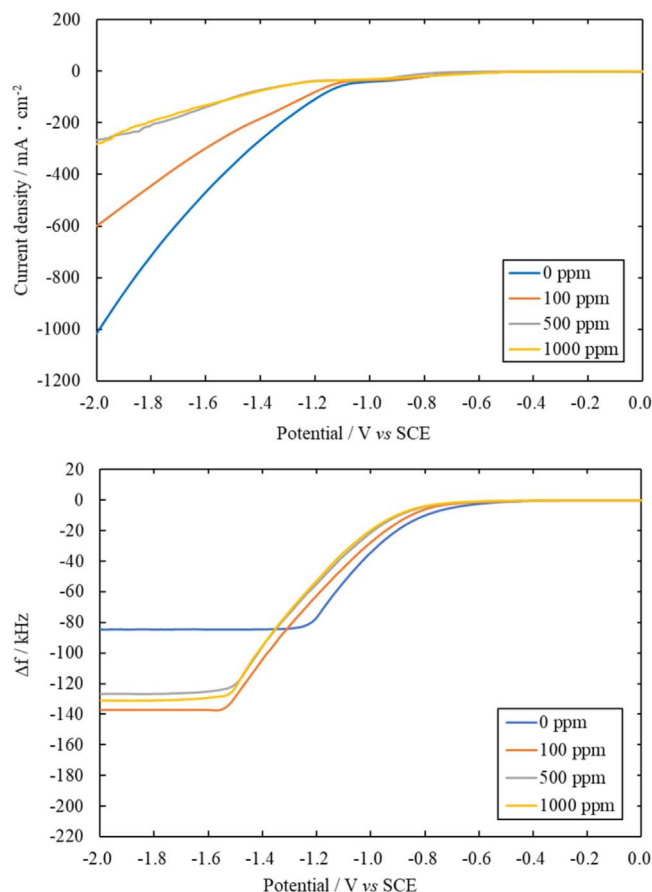 200
0
-200
-400
-600
-800
-1000
-1200
Current density / mA・cm-2
0 ppm
100 ppm
500 ppm
1000 ppm
-2.0 -1.8 -1.6 -1.4 -1.2 -1.0 -0.8 -0.6 -0.4 -0.2 0.0
Potential / V vs SCE
20
0
-20
-40
-60
-80
-100
-120
-140
-160
-180
-200
-220
Δf / kHz
0 ppm
100 ppm
500 ppm
1000 ppm
-2.0 -1.8 -1.6 -1.4 -1.2 -1.0 -0.8 -0.6 -0.4 -0.2 0.0
Potential / V vs SCE